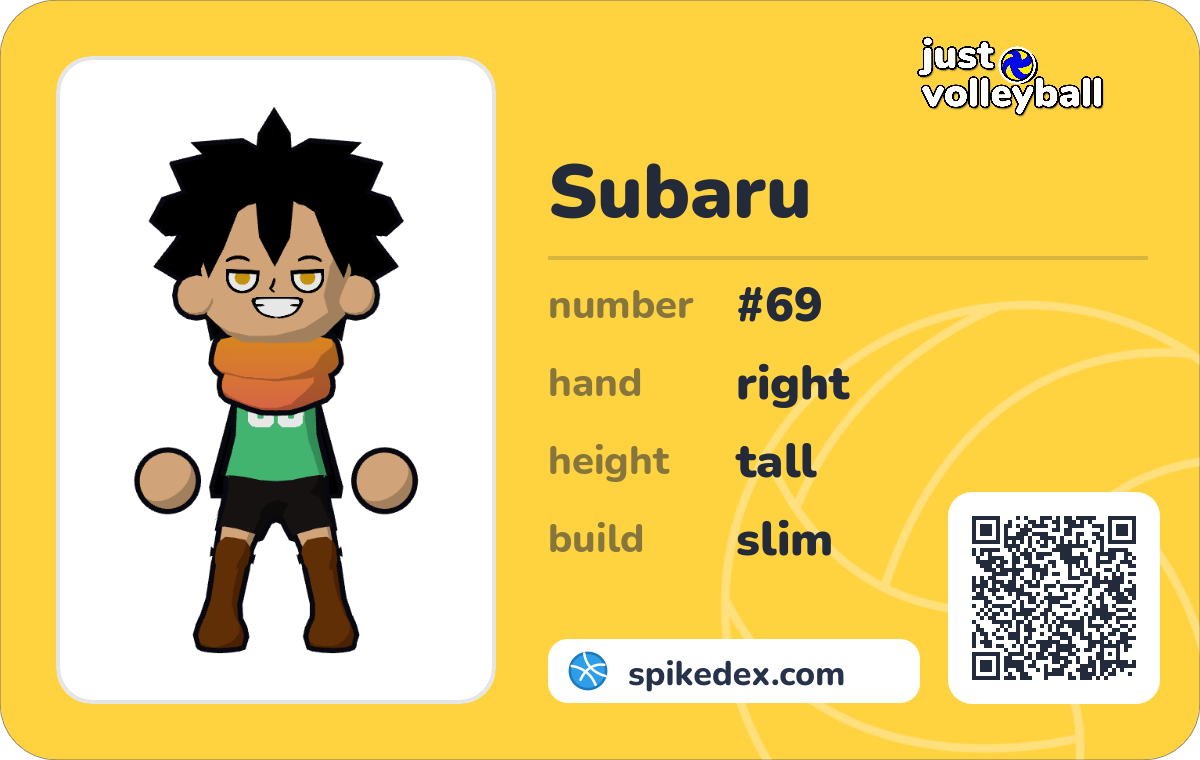 just
volleyball
Subaru
number #69
hand right
height tall
build slim
spikedex.com